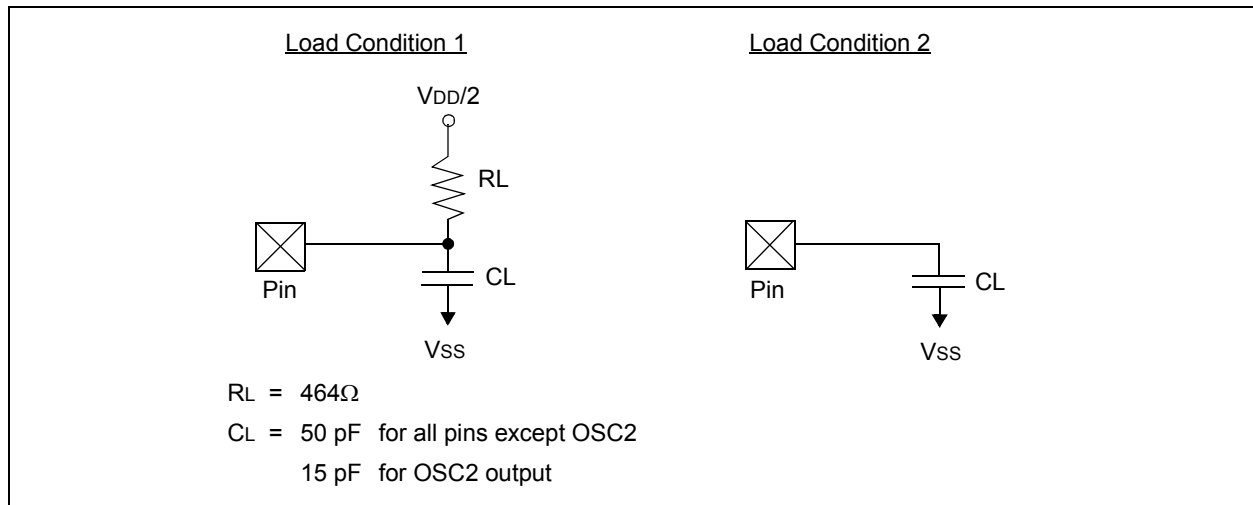 Load Condition 1
Load Condition 2
VDD/2
RL
Pin
CL
VSS
Pin
CL
VSS
RL = 464Ω
CL = 50 pF for all pins except OSC2
15 pF for OSC2 output